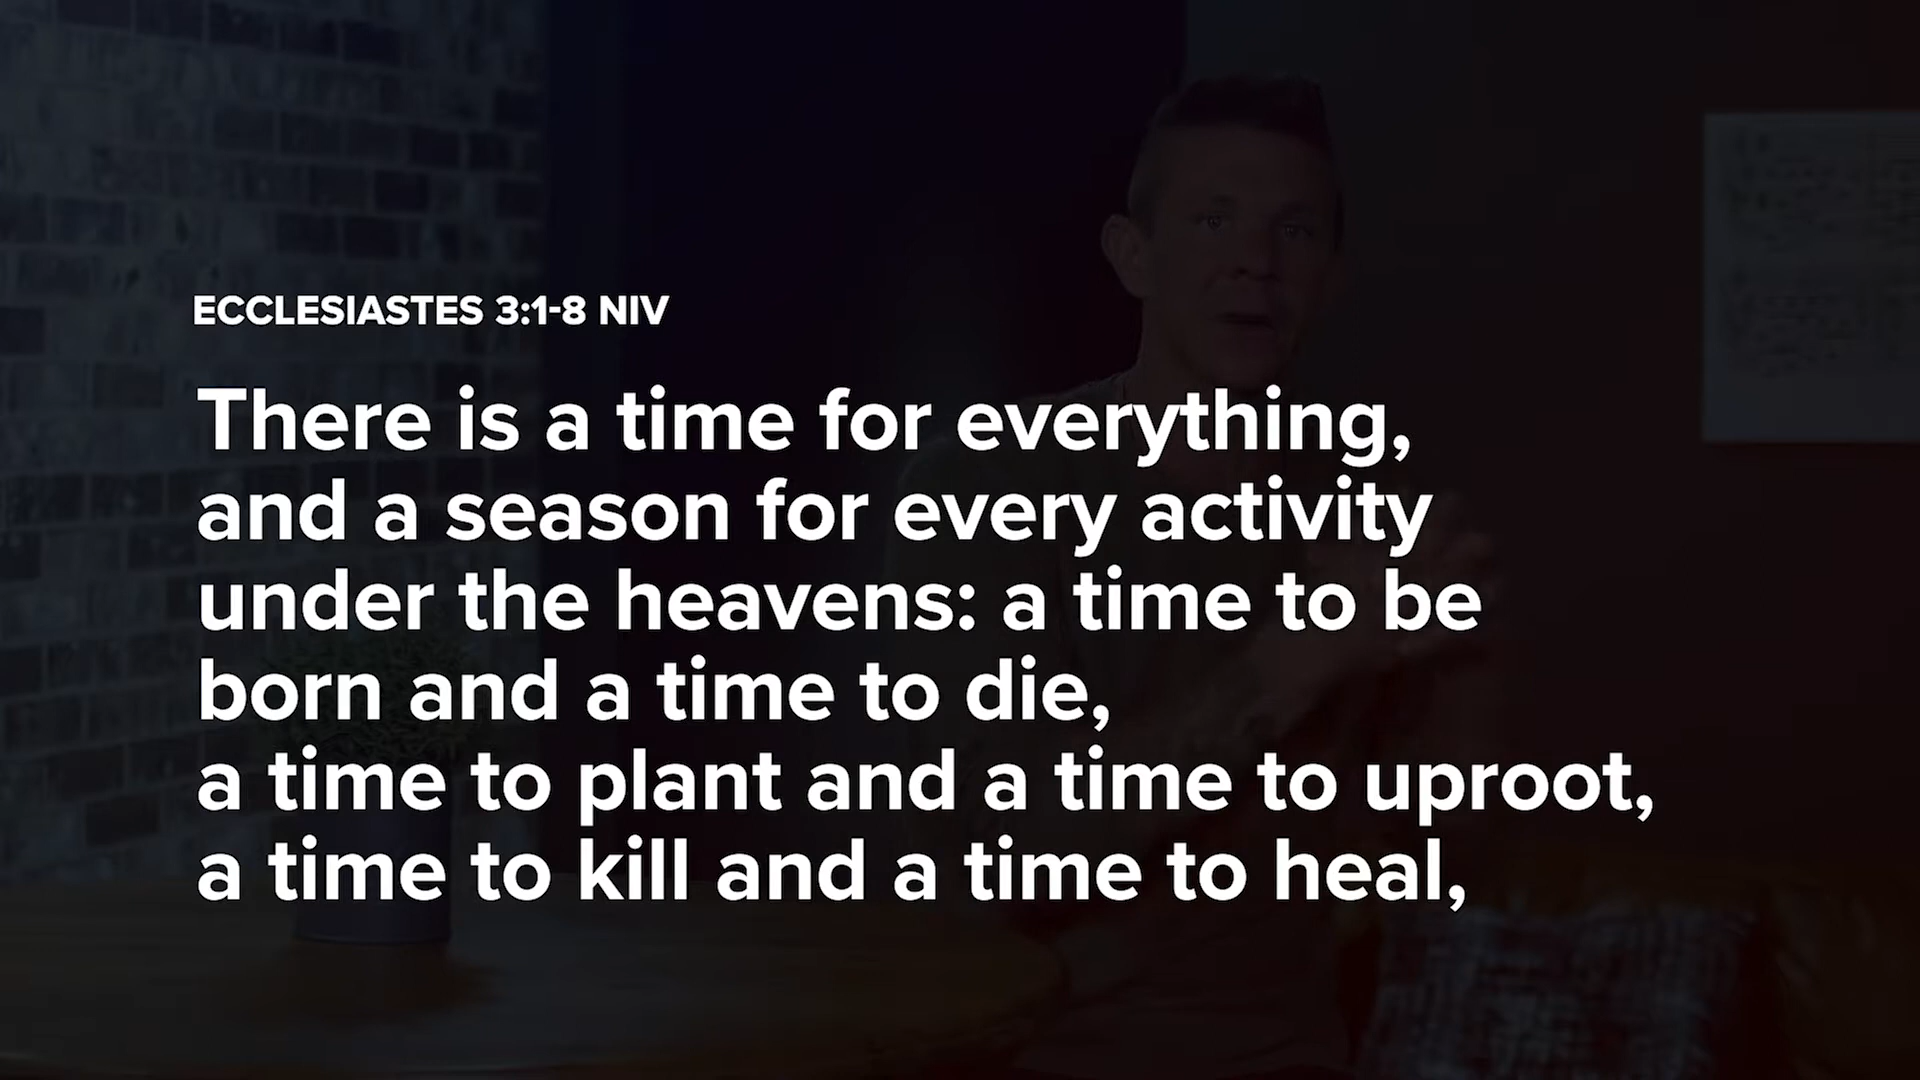 ECCLESIASTES 3:1-8 NIV
There is a time for everything,
and a season for every activity
under the heavens: a time to be
born and a time to die,
a time to plant and a time to uproot,
a time to kill and a time to heal,